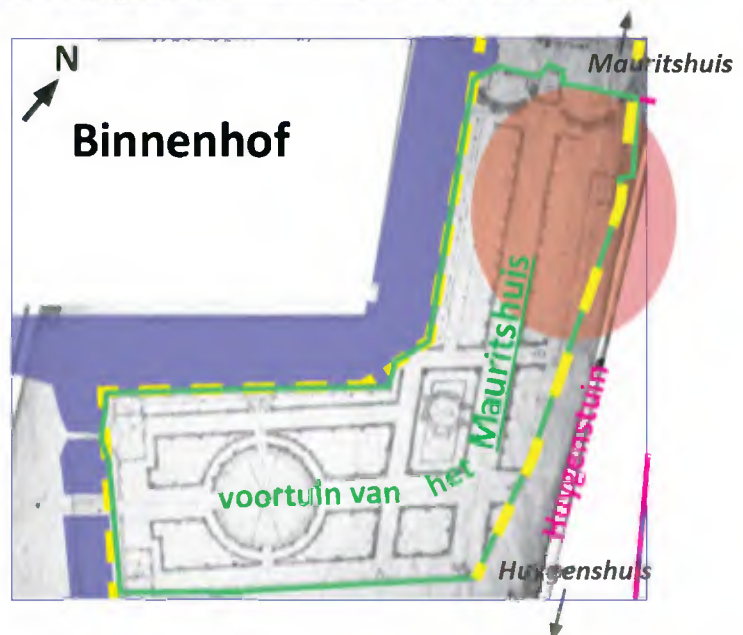 N
Mauritshuis
Binnenhof
voortuin van het Mauritshuis
Huygenstuin
Huygenshuis